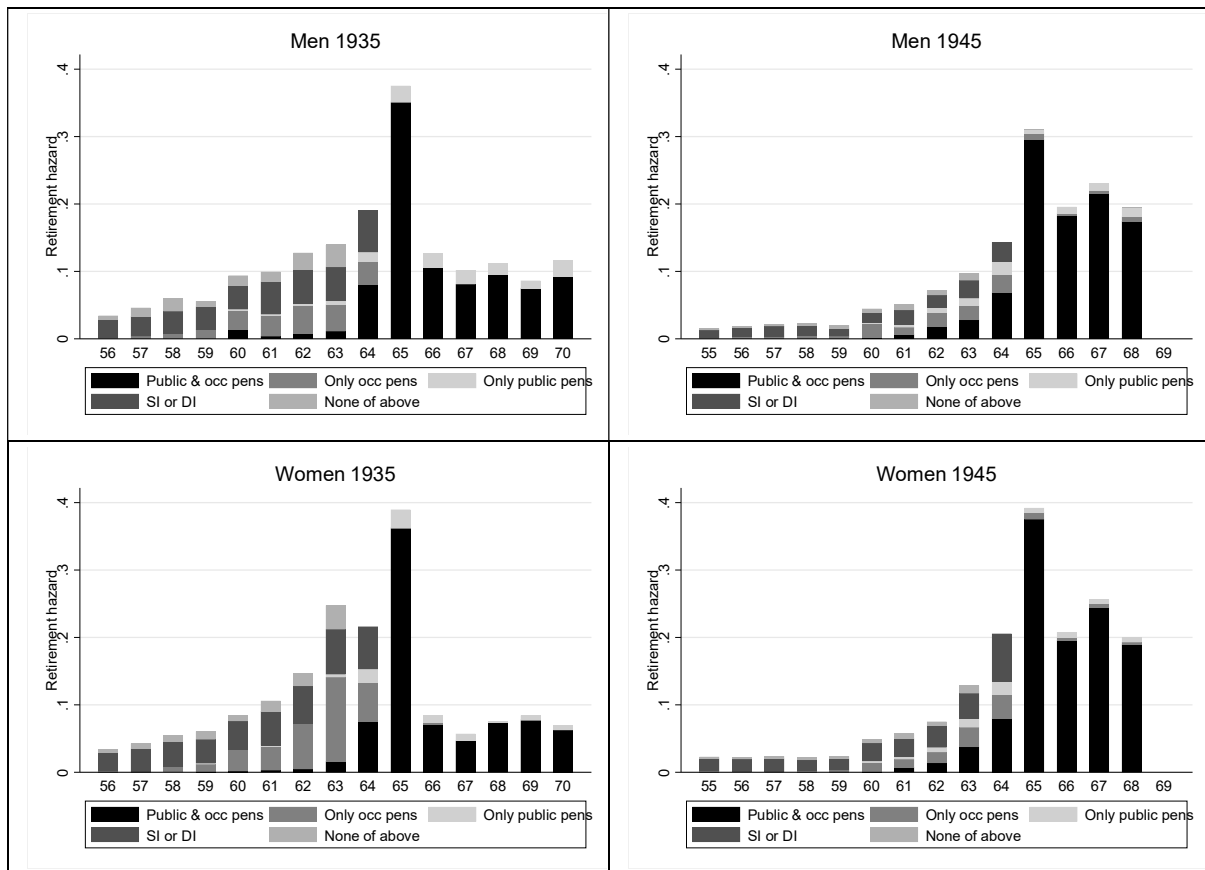 Men 1935
Retirement hazard
.4
.3
.2
.1
0
56 57 58 59 60 61 62 63 64 65 66 67 68 69 70
Public & occ pens Only occ pens Only public pens
SI or DI None of above
Men 1945
Retirement hazard
.4
.3
.2
.1
0
55 56 57 58 59 60 61 62 63 64 65 66 67 68 69
Public & occ pens Only occ pens Only public pens
SI or DI None of above
Women 1935
Retirement hazard
.4
.3
.2
.1
0
56 57 58 59 60 61 62 63 64 65 66 67 68 69 70
Public & occ pens Only occ pens Only public pens
SI or DI None of above
Women 1945
Retirement hazard
.4
.3
.2
.1
0
55 56 57 58 59 60 61 62 63 64 65 66 67 68 69
Public & occ pens Only occ pens Only public pens
SI or DI None of above